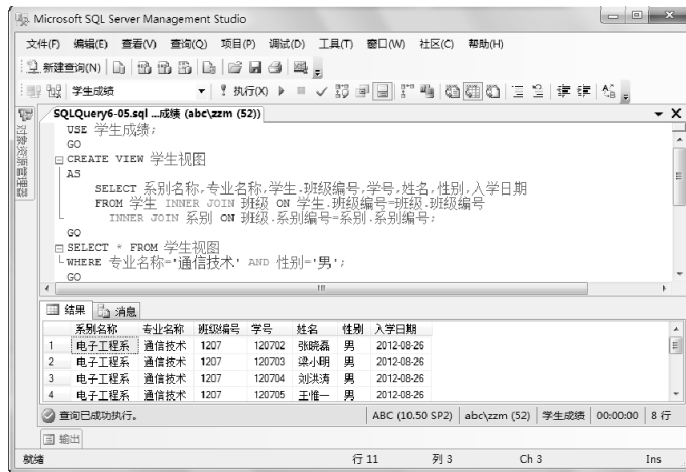 Microsoft SQL Server Management Studio
文件(F) 编辑(E) 查看(V) 查询(Q) 项目(P) 调试(D) 工具(T) 窗口(W) 社区(C) 帮助(H)
新建查询(N)
学生成绩 执行(X)
对象资源管理器
SQLQuery6-05.sql ...成绩 (abc\zzm (52))
USE 学生成绩;
GO
CREATE VIEW 学生视图
AS
SELECT 系别名称,专业名称,学生.班级编号,学号,姓名,性别,入学日期
FROM 学生 INNER JOIN 班级 ON 学生.班级编号=班级.班级编号
INNER JOIN 系别 ON 班级.系别编号=系别.系别编号;
GO
SELECT * FROM 学生视图
WHERE 专业名称='通信技术' AND 性别='男';
GO
结果 消息
系别名称 专业名称 班级编号 学号 姓名 性别 入学日期
1 电子工程系 通信技术 1207 120702 张晓磊 男 2012-08-26
2 电子工程系 通信技术 1207 120703 梁小明 男 2012-08-26
3 电子工程系 通信技术 1207 120704 刘洪涛 男 2012-08-26
4 电子工程系 通信技术 1207 120705 王惟一 男 2012-08-26
查询已成功执行。 ABC (10.50 SP2) abc\zzm (52) 学生成绩 00:00:00 8 行
输出
就绪 行 11 列 3 Ch 3 Ins